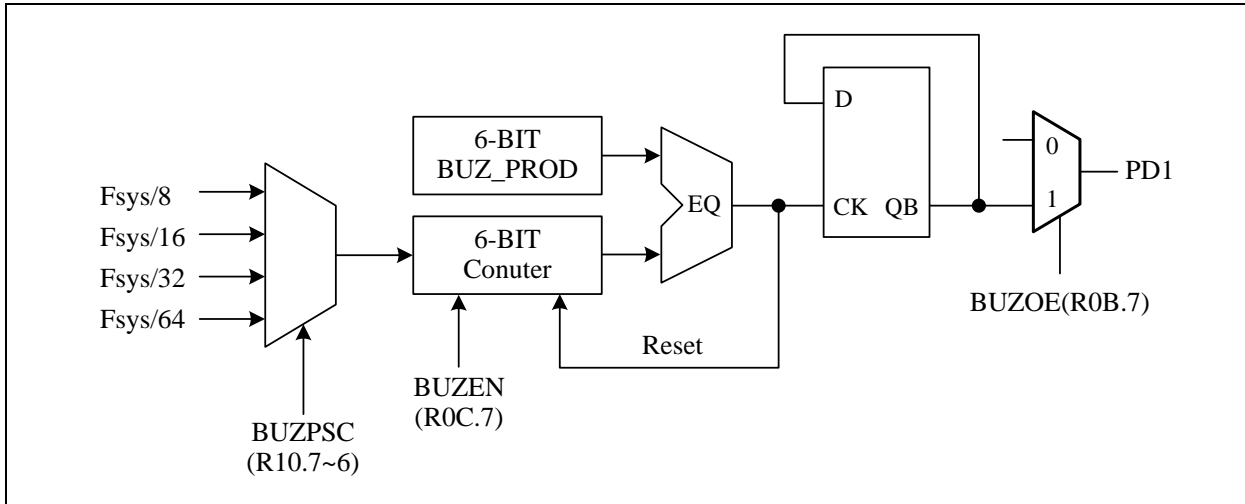 Fsys/8
Fsys/16
Fsys/32
Fsys/64
BUZPSC
(R10.7~6)
6-BIT
BUZ_PROD
6-BIT
Conuter
BUZEN
(R0C.7)
EQ
Reset
D
CK QB
0
1
PD1
BUZOE(R0B.7)